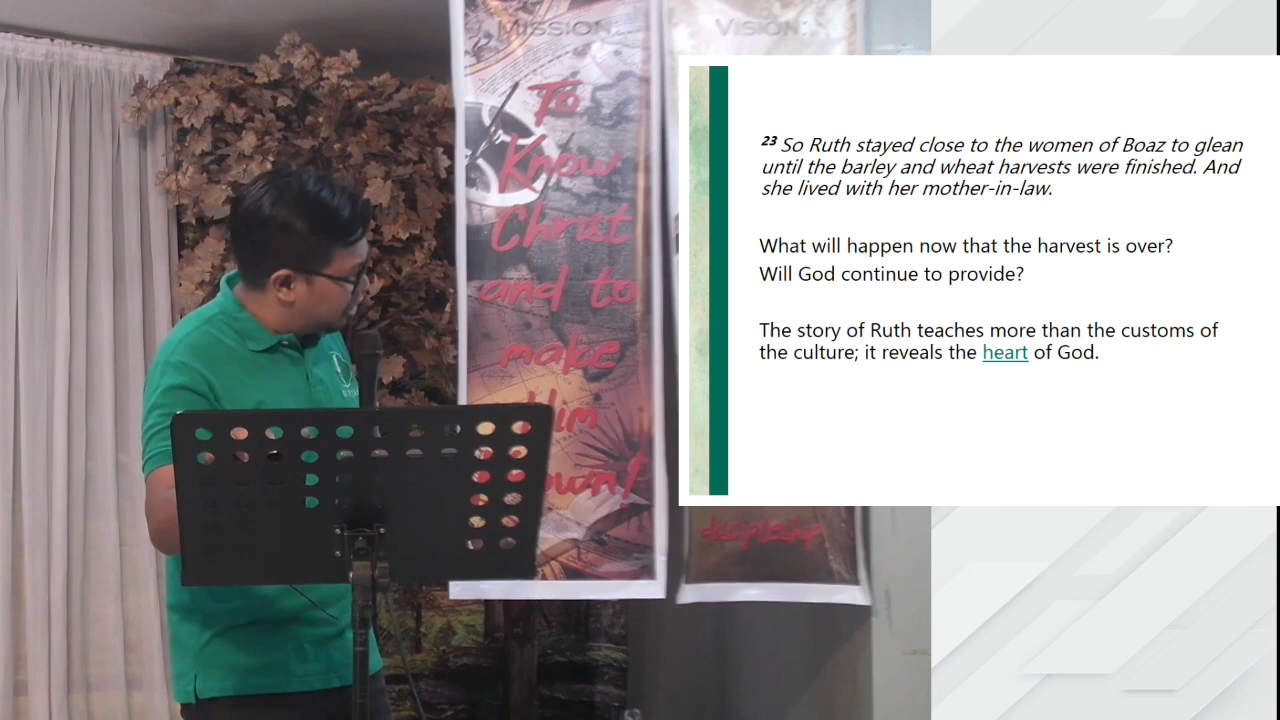 MISSION:
To
Know
Christ
and to
make
Him
VISION:
discipleship
23 So Ruth stayed close to the women of Boaz to glean
until the barley and wheat harvests were finished. And
she lived with her mother-in-law.
What will happen now that the harvest is over?
Will God continue to provide?
The story of Ruth teaches more than the customs of
the culture; it reveals the heart of God.